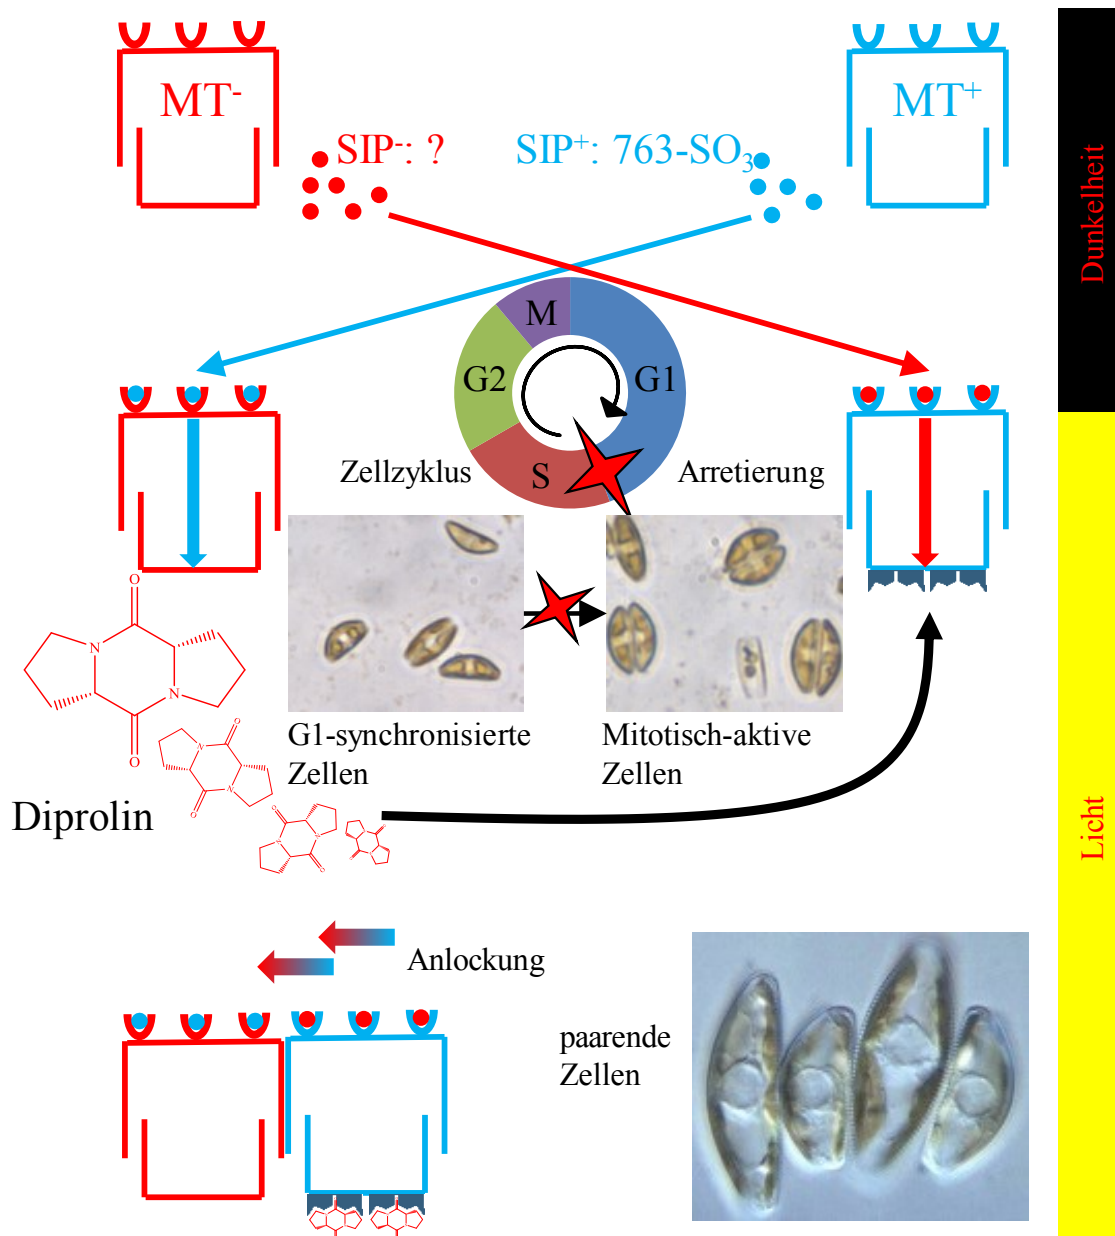 MT-
MT+
SIP-: ?
SIP+: 763-SO3
Dunkelheit
M
G2
G1
S
Zellzyklus
Arretierung
O
N
N
O
G1-synchronisierte
Zellen
Mitotisch-aktive
Zellen
O
N
N
O
Diprolin
Licht
Anlockung
paarende
Zellen